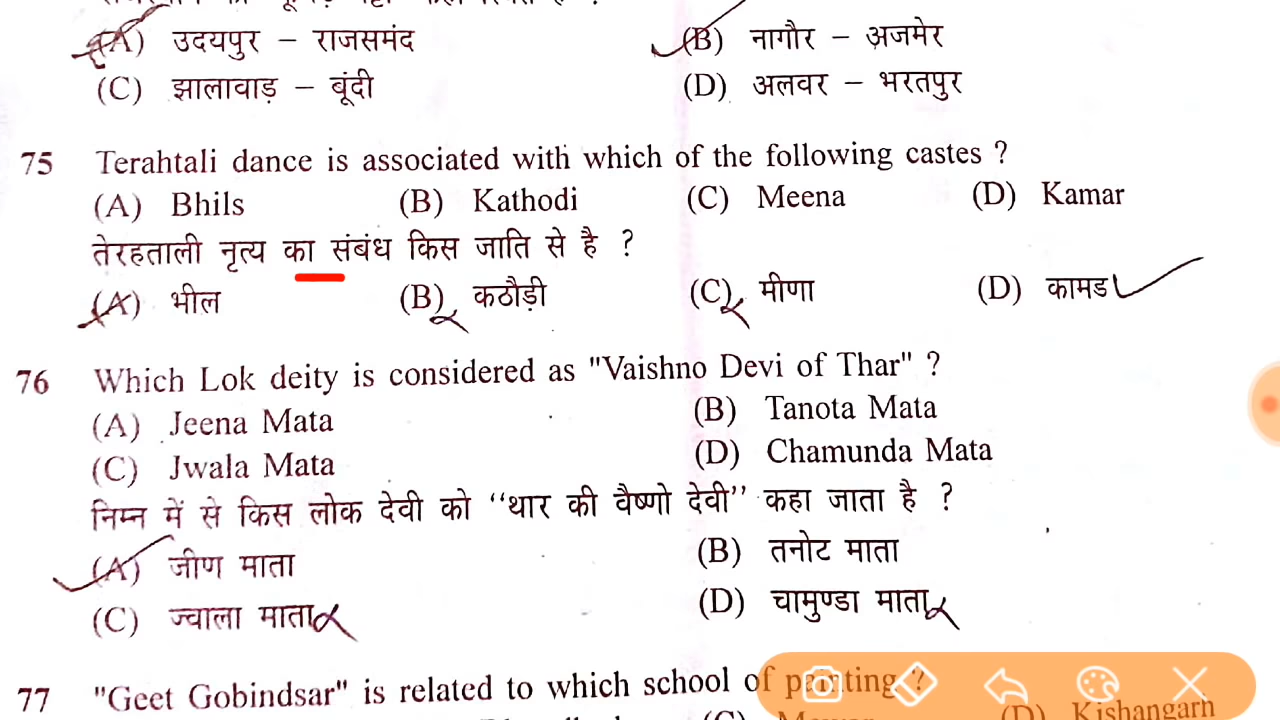 (A) उदयपुर – राजसमंद (B) नागौर – अजमेर
(C) झालावाड़ – बूंदी (D) अलवर – भरतपुर
75 Terahtali dance is associated with which of the following castes ?
(A) Bhils (B) Kathodi (C) Meena (D) Kamar
तेरहताली नृत्य का संबंध किस जाति से है ?
(A) भील (B) कठौड़ी (C) मीणा (D) कामड
76 Which Lok deity is considered as "Vaishno Devi of Thar" ?
(A) Jeena Mata (B) Tanota Mata
(C) Jwala Mata (D) Chamunda Mata
निम्न में से किस लोक देवी को ‘‘थार की वैष्णो देवी’’ कहा जाता है ?
(A) जीण माता (B) तनोट माता
(C) ज्वाला माता (D) चामुण्डा माता
77 "Geet Gobindsar" is related to which school of painting ?
(D) Kishangarh